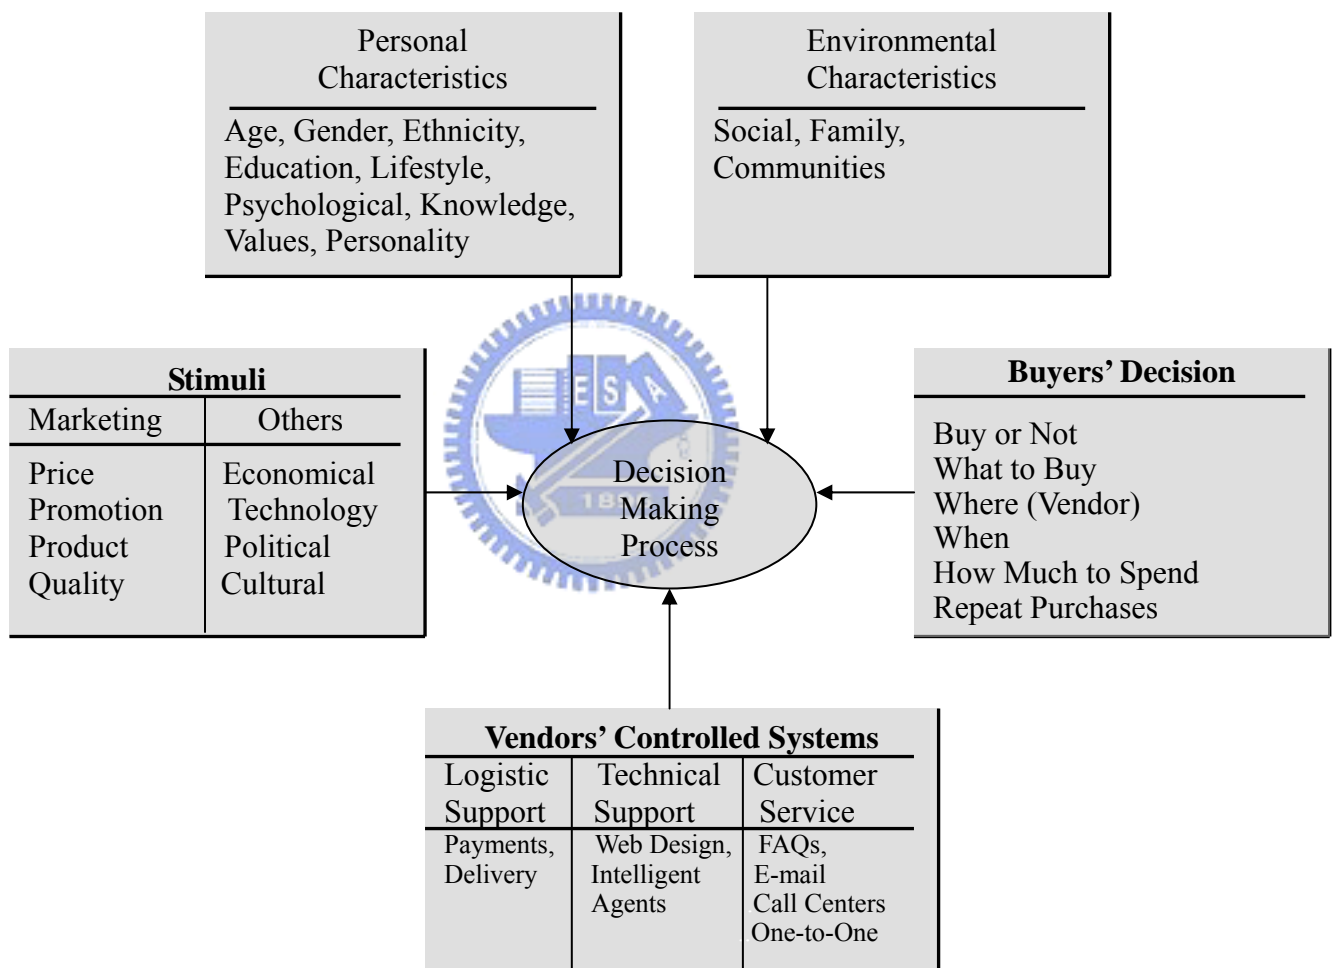 Personal
Characteristics
Age, Gender, Ethnicity,
Education, Lifestyle,
Psychological, Knowledge,
Values, Personality
Environmental
Characteristics
Social, Family,
Communities
Stimuli
Marketing
Price
Promotion
Product
Quality
Others
Economical
Technology
Political
Cultural
ESA
Decision
Making
Process
Buyers’ Decision
Buy or Not
What to Buy
Where (Vendor)
When
How Much to Spend
Repeat Purchases
Vendors’ Controlled Systems
Logistic
Support
Payments,
Delivery
Technical
Support
Web Design,
Intelligent
Agents
Customer
Service
FAQs,
E-mail
Call Centers
One-to-One